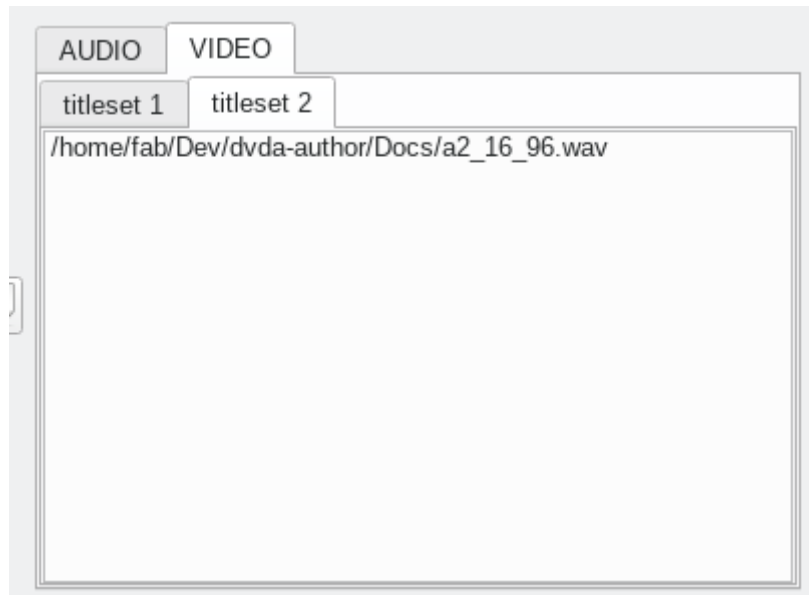 AUDIO VIDEO
titleset 1 titleset 2
/home/fab/Dev/dvda-author/Docs/a2_16_96.wav